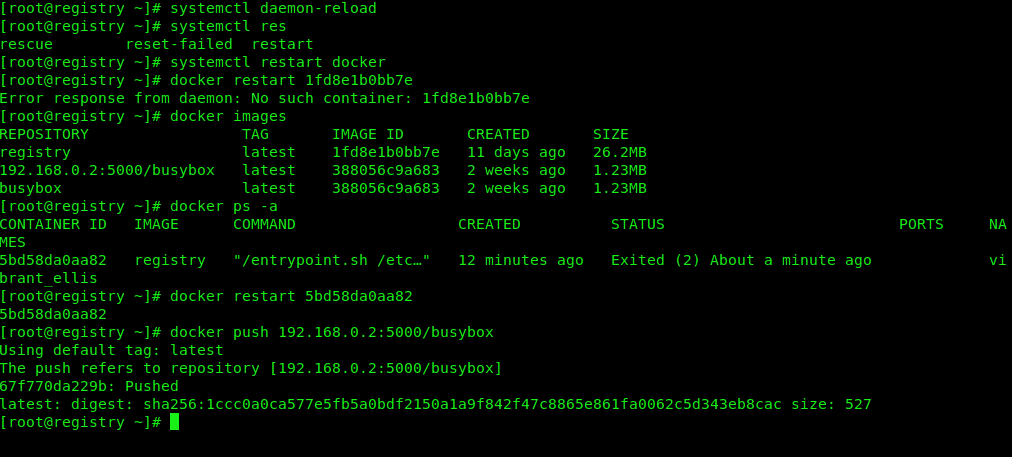 [root@registry ~]# systemctl daemon-reload
[root@registry ~]# systemctl res
rescue        reset-failed  restart
[root@registry ~]# systemctl restart docker
[root@registry ~]# docker restart 1fd8e1b0bb7e
Error response from daemon: No such container: 1fd8e1b0bb7e
[root@registry ~]# docker images
REPOSITORY                 TAG       IMAGE ID       CREATED       SIZE
registry                   latest    1fd8e1b0bb7e   11 days ago   26.2MB
192.168.0.2:5000/busybox   latest    388056c9a683   2 weeks ago   1.23MB
busybox                    latest    388056c9a683   2 weeks ago   1.23MB
[root@registry ~]# docker ps -a
CONTAINER ID   IMAGE      COMMAND                  CREATED          STATUS                          PORTS     NA
MES
5bd58da0aa82   registry   "/entrypoint.sh /etc…"   12 minutes ago   Exited (2) About a minute ago             vi
brant_ellis
[root@registry ~]# docker restart 5bd58da0aa82
5bd58da0aa82
[root@registry ~]# docker push 192.168.0.2:5000/busybox
Using default tag: latest
The push refers to repository [192.168.0.2:5000/busybox]
67f770da229b: Pushed
latest: digest: sha256:1ccc0a0ca577e5fb5a0bdf2150a1a9f842f47c8865e861fa0062c5d343eb8cac size: 527
[root@registry ~]#